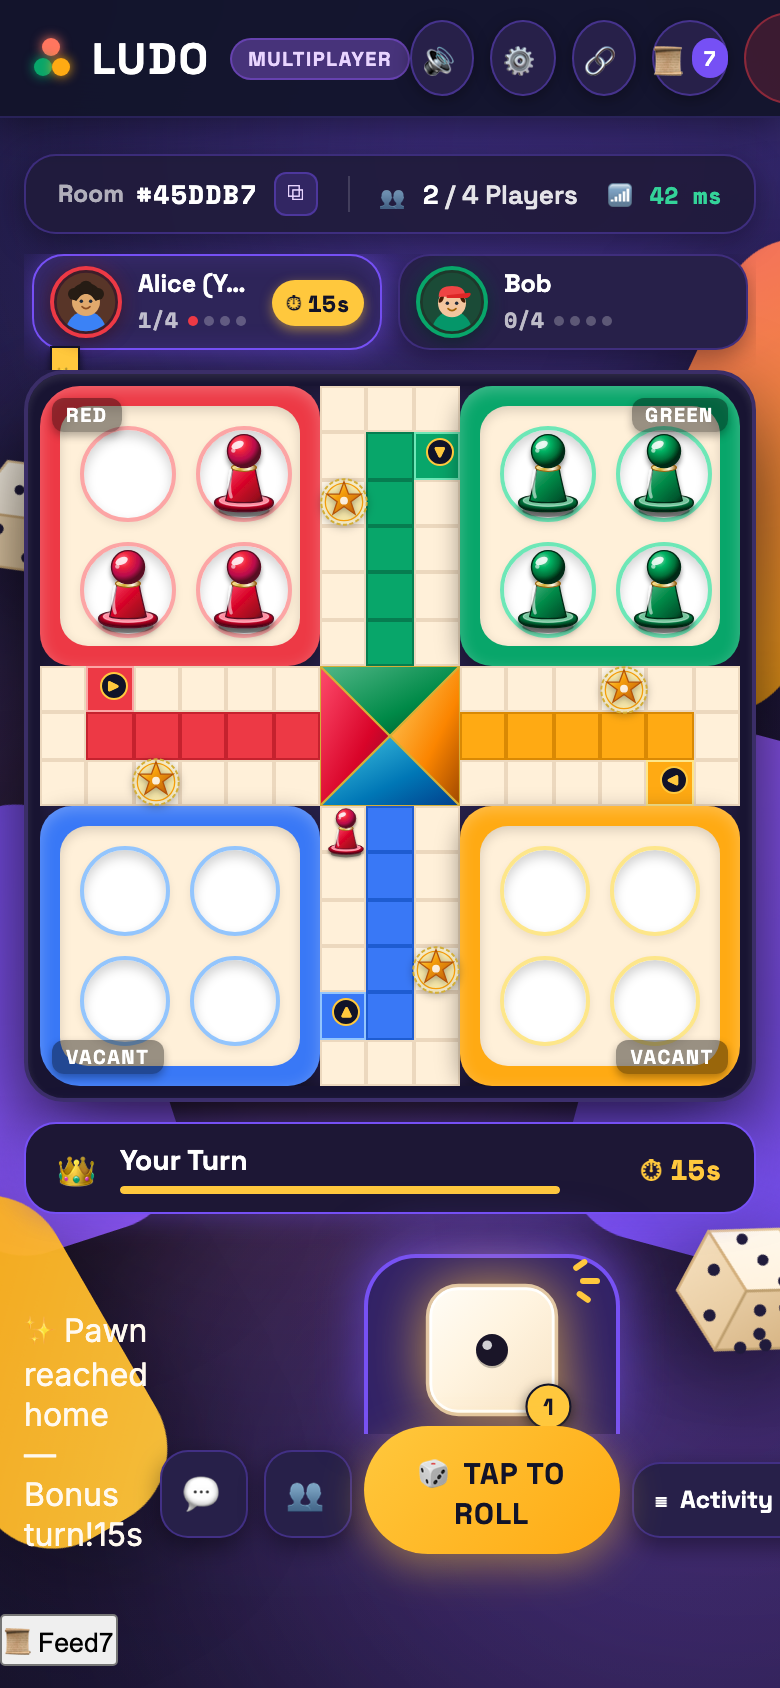 LUDO MULTIPLAYER 7
Room #45DDB7 2 / 4 Players 42 ms
Alice (Y... 15s Bob
1/4 0/4
RED GREEN
VACANT VACANT
Your Turn 15s
1
✨ Pawn
reached
home
—
Bonus
turn!15s
TAP TO
ROLL
≡ Activity
Feed7